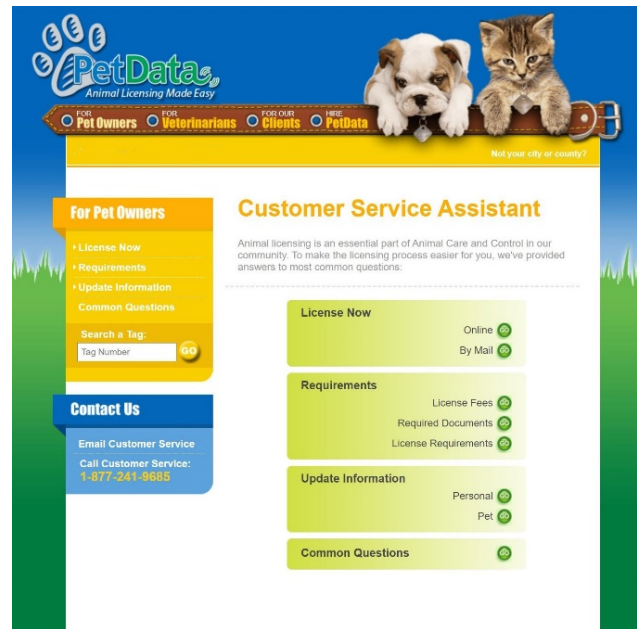 PetData
Animal Licensing Made Easy
FOR Pet Owners
FOR Veterinarians
FOR OUR Clients
HIRE PetData
Not your city or county?
For Pet Owners
License Now
Requirements
Update Information
Common Questions
Search a Tag:
Tag Number
GO
Contact Us
Email Customer Service
Call Customer Service:
1-877-241-9685
Customer Service Assistant
Animal licensing is an essential part of Animal Care and Control in our
community. To make the licensing process easier for you, we've provided
answers to most common questions:
License Now
Online
By Mail
Requirements
License Fees
Required Documents
License Requirements
Update Information
Personal
Pet
Common Questions